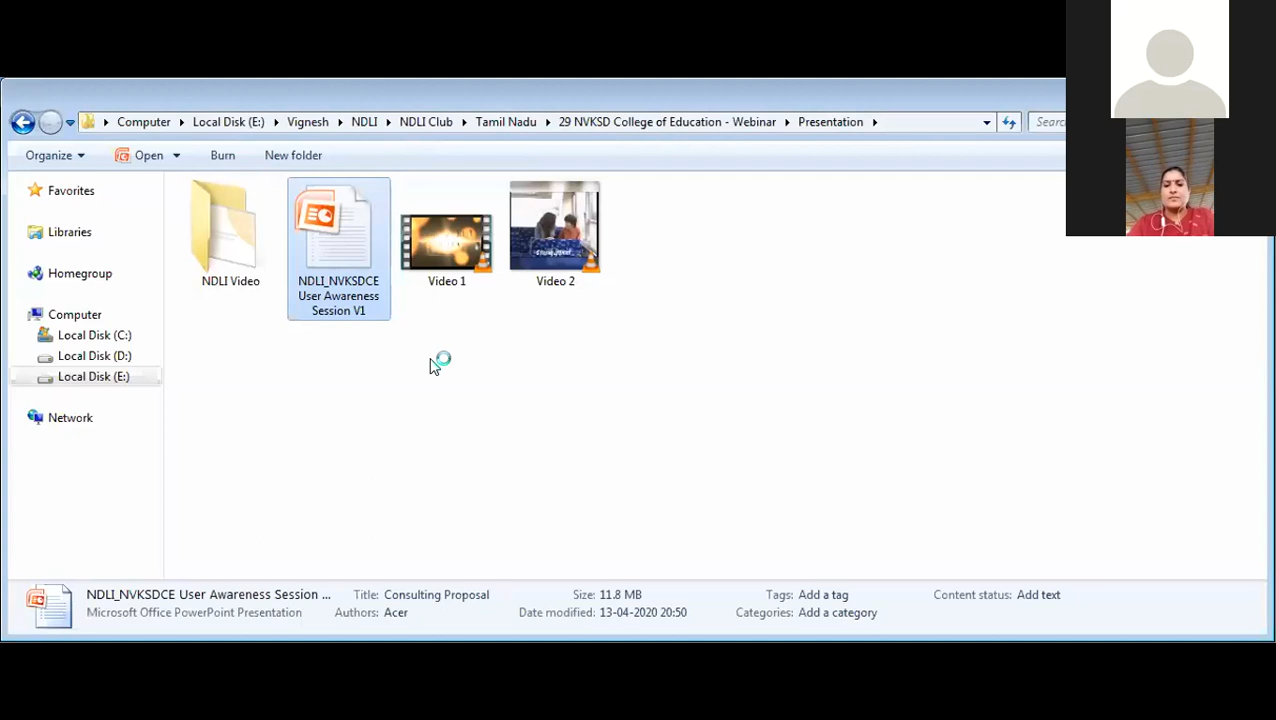 Computer Local Disk (E:) Vignesh NDLI NDLI Club Tamil Nadu 29 NVKSD College of Education - Webinar Presentation
Organize Open Burn New folder
Favorites
Libraries
Homegroup
Computer
Local Disk (C:)
Local Disk (D:)
Local Disk (E:)
Network
NDLI Video
NDLI_NVKSDCE
User Awareness
Session V1
Video 1
Video 2
NDLI_NVKSDCE User Awareness Session ... Title: Consulting Proposal Size: 11.8 MB Tags: Add a tag Content status: Add text
Microsoft Office PowerPoint Presentation Authors: Acer Date modified: 13-04-2020 20:50 Categories: Add a category